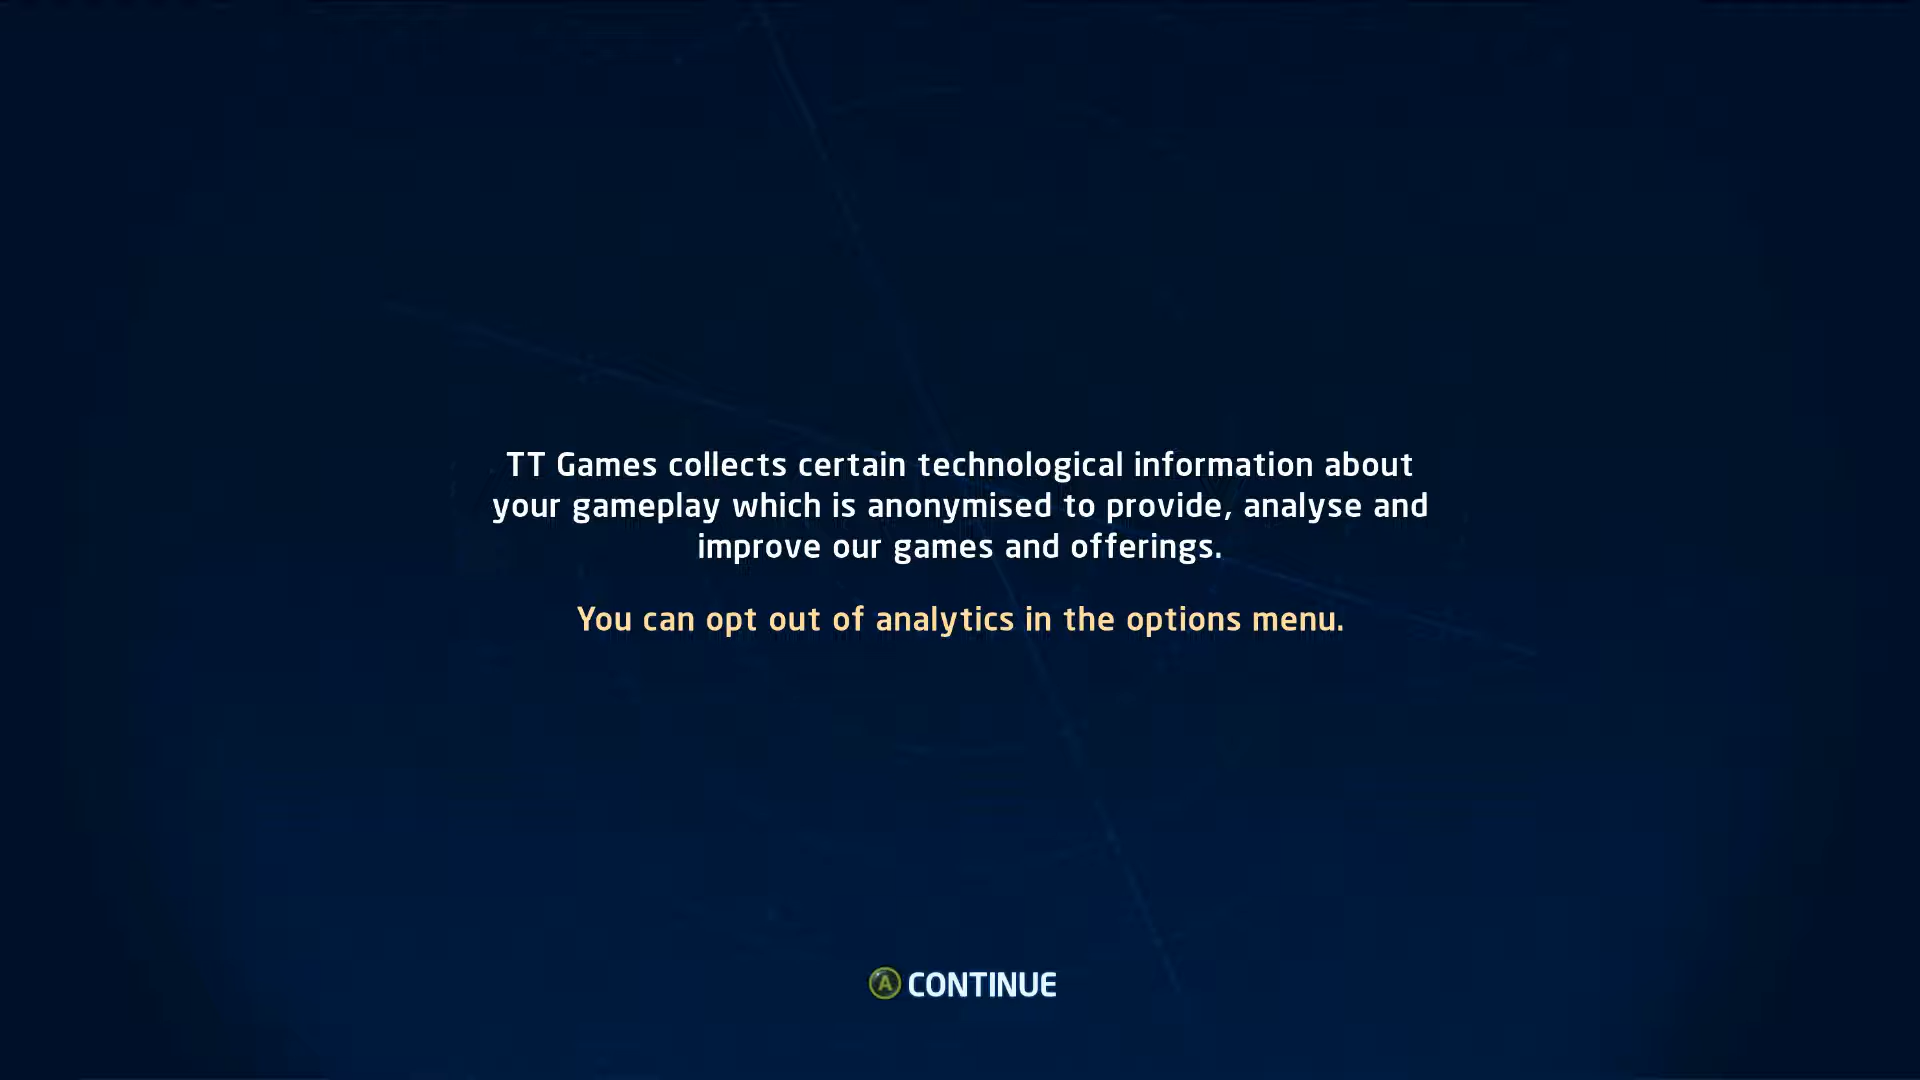 TT Games collects certain technological information about
your gameplay which is anonymised to provide, analyse and
improve our games and offerings.
You can opt out of analytics in the options menu.
A CONTINUE